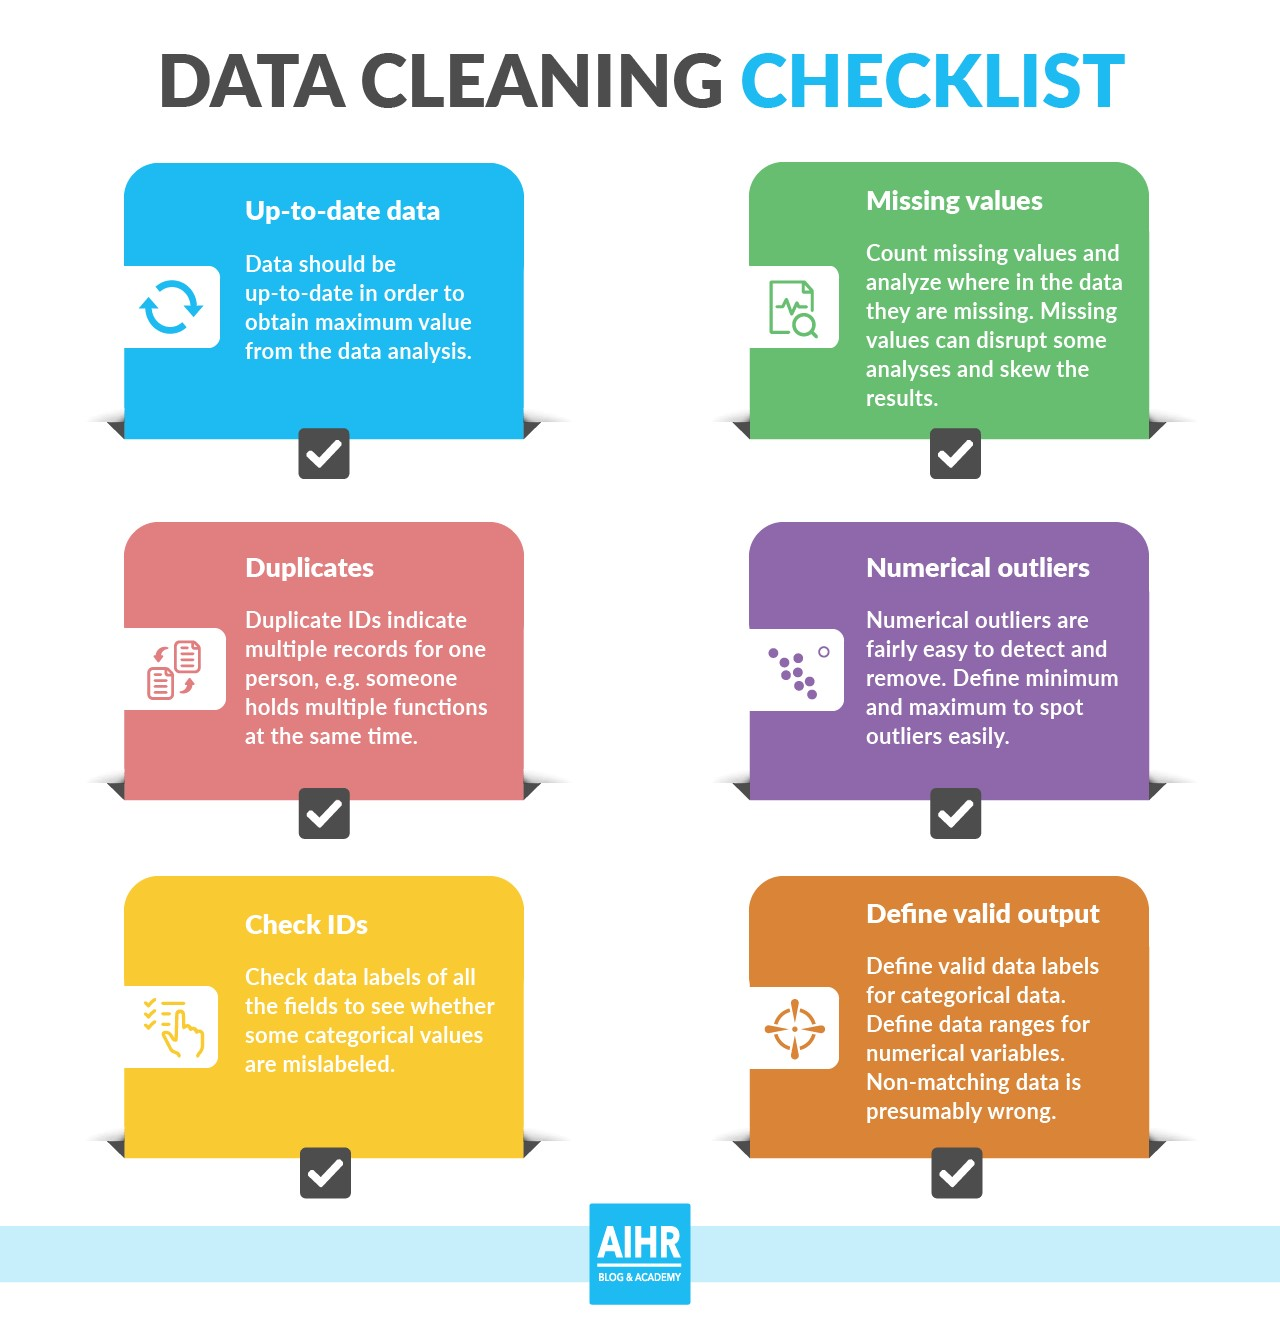 DATA CLEANING CHECKLIST
Up-to-date data
Data should be
up-to-date in order to
obtain maximum value
from the data analysis.
Missing values
Count missing values and
analyze where in the data
they are missing. Missing
values can disrupt some
analyses and skew the
results.
Duplicates
Duplicate IDs indicate
multiple records for one
person, e.g. someone
holds multiple functions
at the same time.
Numerical outliers
Numerical outliers are
fairly easy to detect and
remove. Define minimum
and maximum to spot
outliers easily.
Check IDs
Check data labels of all
the fields to see whether
some categorical values
are mislabeled.
Define valid output
Define valid data labels
for categorical data.
Define data ranges for
numerical variables.
Non-matching data is
presumably wrong.
AIHR
BLOG & ACADEMY